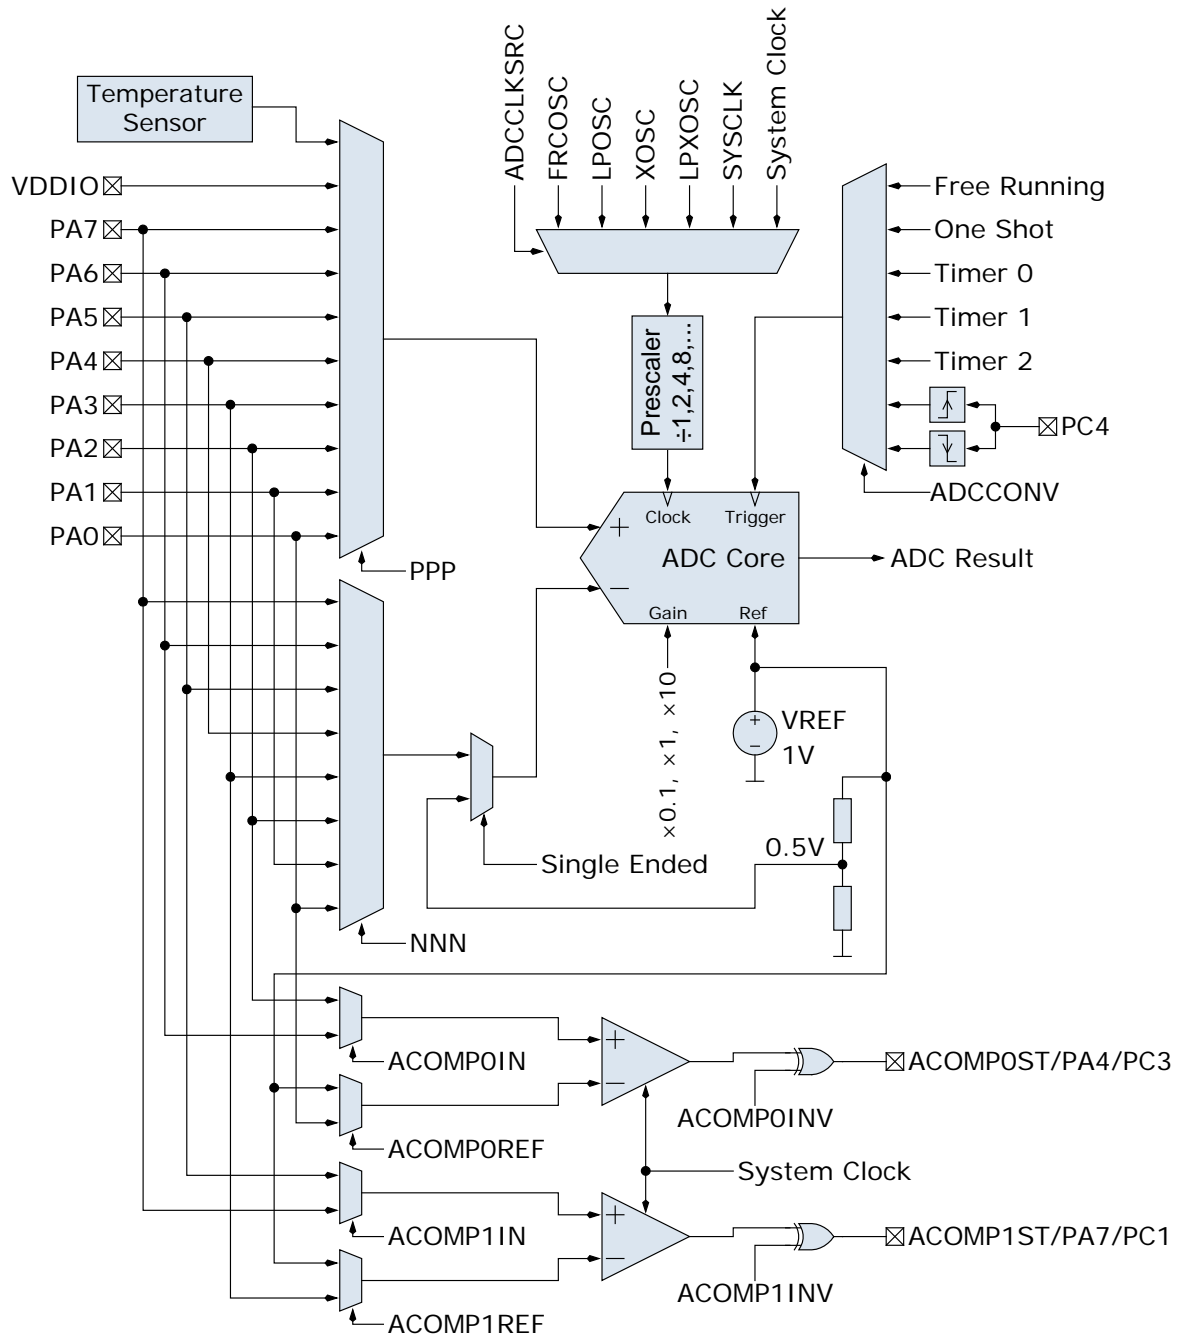 ADCCLKSRC
FRCOSC
LPOSC
XOSC
LPXOSC
SYSCLK
System Clock
Temperature
Sensor
VDDIO
PA7
PA6
PA5
PA4
PA3
PA2
PA1
PA0
Free Running
One Shot
Timer 0
Timer 1
Timer 2
PC4
ADCCONV
Prescaler
÷1,2,4,8,...
PPP
Clock
Trigger
+
ADC Core
ADC Result
−
Gain
Ref
×0.1, ×1, ×10
+
−
VREF
1V
0.5V
Single Ended
NNN
ACOMP0IN
+
−
ACOMP0ST/PA4/PC3
ACOMP0INV
ACOMP0REF
System Clock
ACOMP1IN
+
−
ACOMP1ST/PA7/PC1
ACOMP1INV
ACOMP1REF